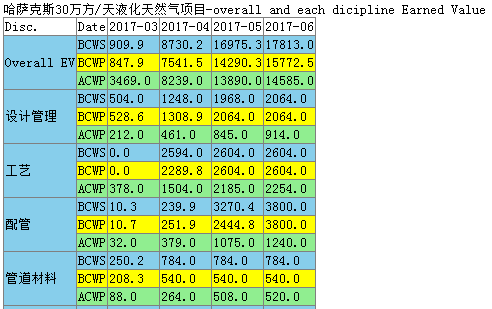 哈萨克斯30万方/天液化天然气项目-overall and each dicipline Earned Value
Disc. Date 2017-03 2017-04 2017-05 2017-06
Overall EV BCWS 909.9 8730.2 16975.3 17813.0
BCWP 847.9 7541.5 14290.3 15772.5
ACWP 3469.0 8239.0 13890.0 14585.0
设计管理 BCWS 504.0 1248.0 1968.0 2064.0
BCWP 528.6 1308.9 2064.0 2064.0
ACWP 212.0 461.0 845.0 914.0
工艺 BCWS 0.0 2594.0 2604.0 2604.0
BCWP 0.0 2289.8 2604.0 2604.0
ACWP 378.0 1504.0 2185.0 2254.0
配管 BCWS 10.3 239.9 3270.4 3800.0
BCWP 10.7 251.9 2444.8 3800.0
ACWP 32.0 379.0 1075.0 1240.0
管道材料 BCWS 250.2 784.0 784.0 784.0
BCWP 208.3 540.0 540.0 540.0
ACWP 88.0 264.0 508.0 520.0